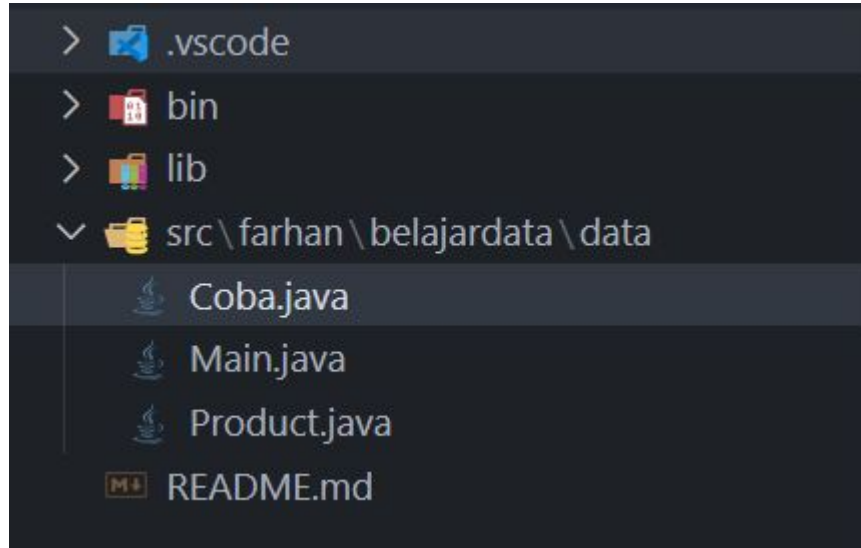 .vscode
bin
lib
src\farhan\belajardata\data
Coba.java
Main.java
Product.java
README.md